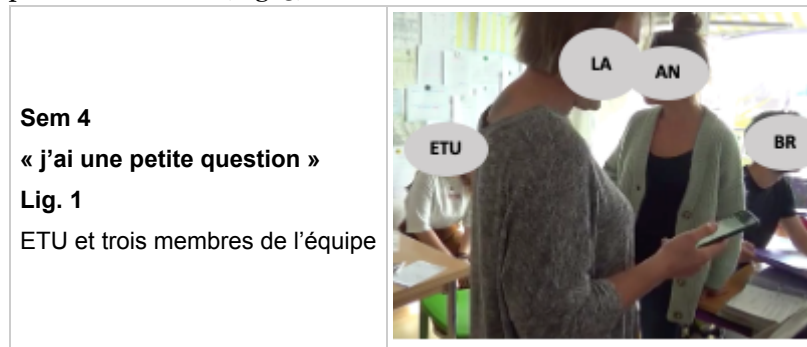 Sem 4
« j'ai une petite question »
Lig. 1
ETU et trois membres de l'équipe
LA
AN
ETU
BR